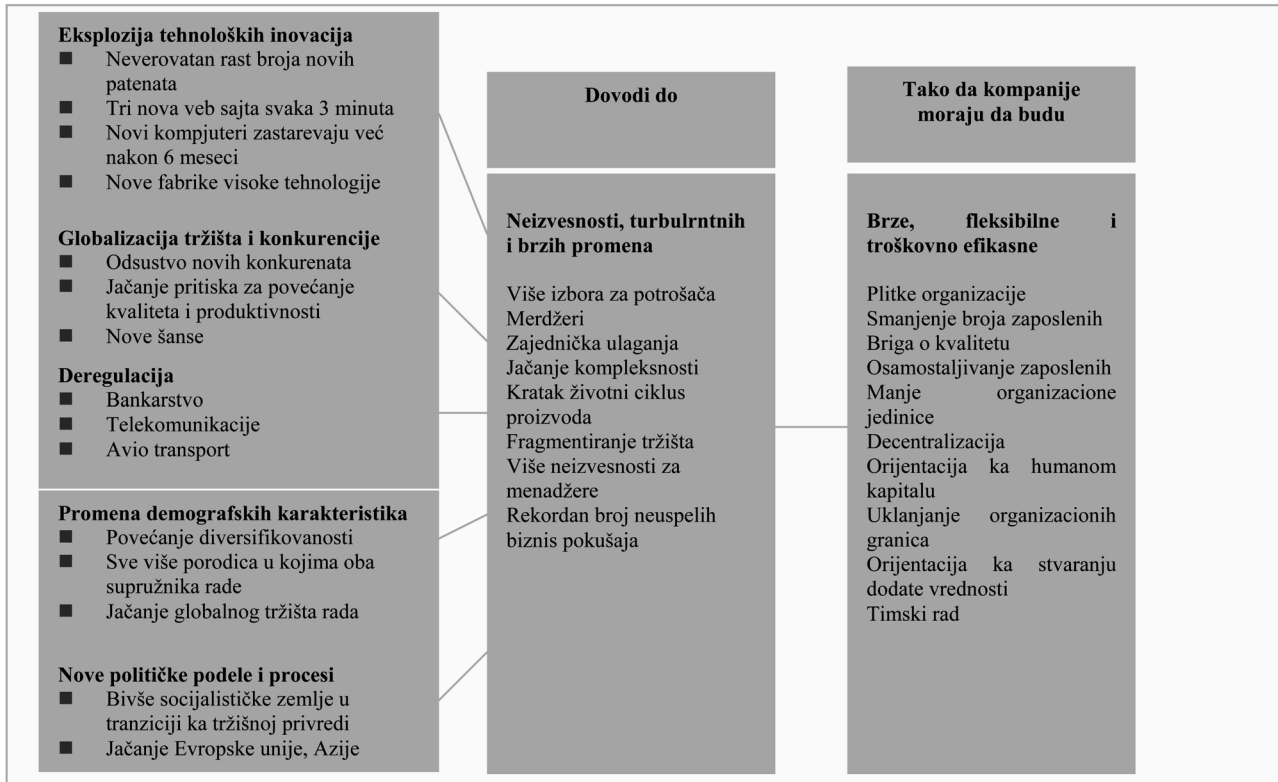 Eksplozija tehnoloških inovacija
■ Neverovatan rast broja novih
patenata
■ Tri nova veb sajta svaka 3 minuta
■ Novi kompjuteri zastarevaju već
nakon 6 meseci
■ Nove fabrike visoke tehnologije
Globalizacija tržišta i konkurencije
■ Odsustvo novih konkurenata
■ Jačanje pritiska za povećanje
kvaliteta i produktivnosti
■ Nove šanse
Deregulacija
■ Bankarstvo
■ Telekomunikacije
■ Avio transport
Promena demografskih karakteristika
■ Povećanje diversifikovanosti
■ Sve više porodica u kojima oba
supružnika rade
■ Jačanje globalnog tržišta rada
Nove političke podele i procesi
■ Bivše socijalističke zemlje u
tranziciji ka tržišnoj privredi
■ Jačanje Evropske unije, Azije
Dovodi do
Neizvesnosti, turbulrntnih
i brzih promena
Više izbora za potrošača
Merdžeri
Zajednička ulaganja
Jačanje kompleksnosti
Kratak životni ciklus
proizvoda
Fragmentiranje tržišta
Više neizvesnosti za
menadžere
Rekordan broj neuspelih
biznis pokušaja
Tako da kompanije
moraju da budu
Brze, fleksibilne i
troškovno efikasne
Plitke organizacije
Smanjenje broja zaposlenih
Briga o kvalitetu
Osamostaljivanje zaposlenih
Manje organizacione
jedinice
Decentralizacija
Orijentacija ka humanom
kapitalu
Uklanjanje organizacionih
granica
Orijentacija ka stvaranju
dodate vrednosti
Timski rad